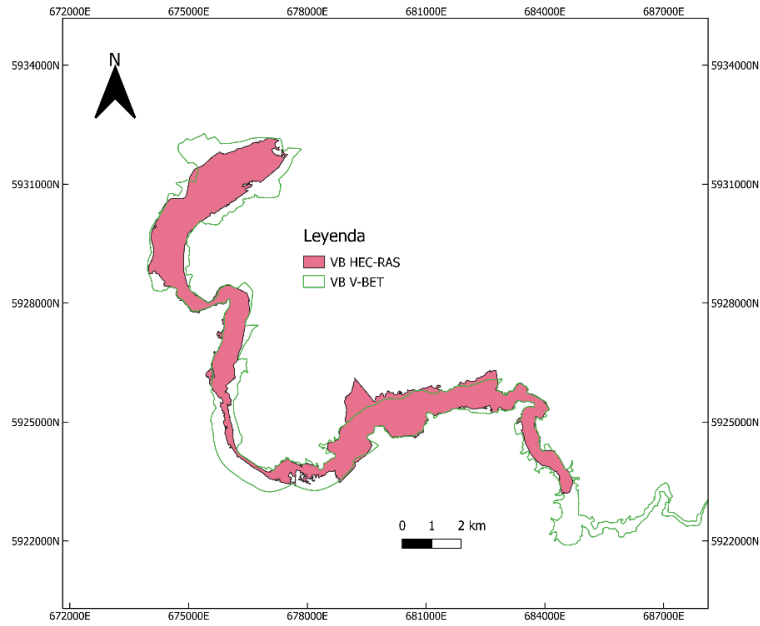 672000E 675000E 678000E 681000E 684000E 687000E
5934000N 5934000N
N
5931000N 5931000N
Leyenda
VB HEC-RAS
VB V-BET
5928000N 5928000N
5925000N 5925000N
0 1 2 km
5922000N 5922000N
672000E 675000E 678000E 681000E 684000E 687000E